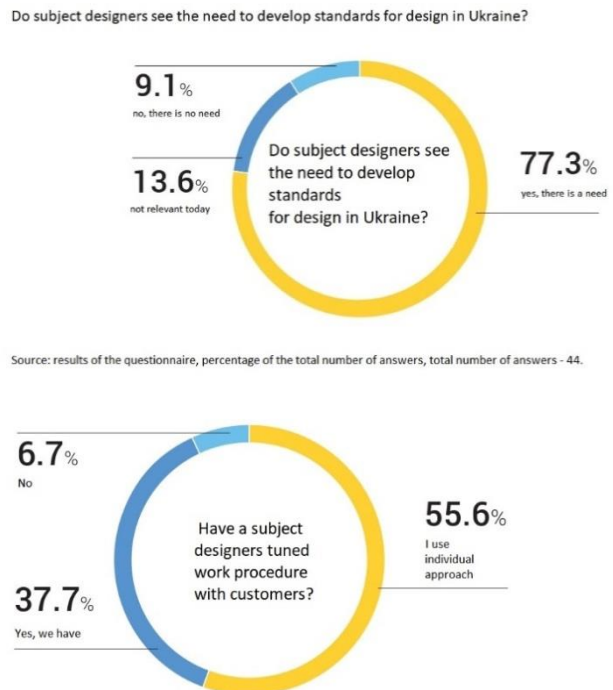 Do subject designers see the need to develop standards for design in Ukraine?
9.1%
no, there is no need
13.6%
not relevant today
Do subject designers see
the need to develop
standards
for design in Ukraine?
77.3%
yes, there is a need
Source: results of the questionnaire, percentage of the total number of answers, total number of answers - 44.
6.7%
No
37.7%
Yes, we have
Have a subject
designers tuned
work procedure
with customers?
55.6%
I use
individual
approach